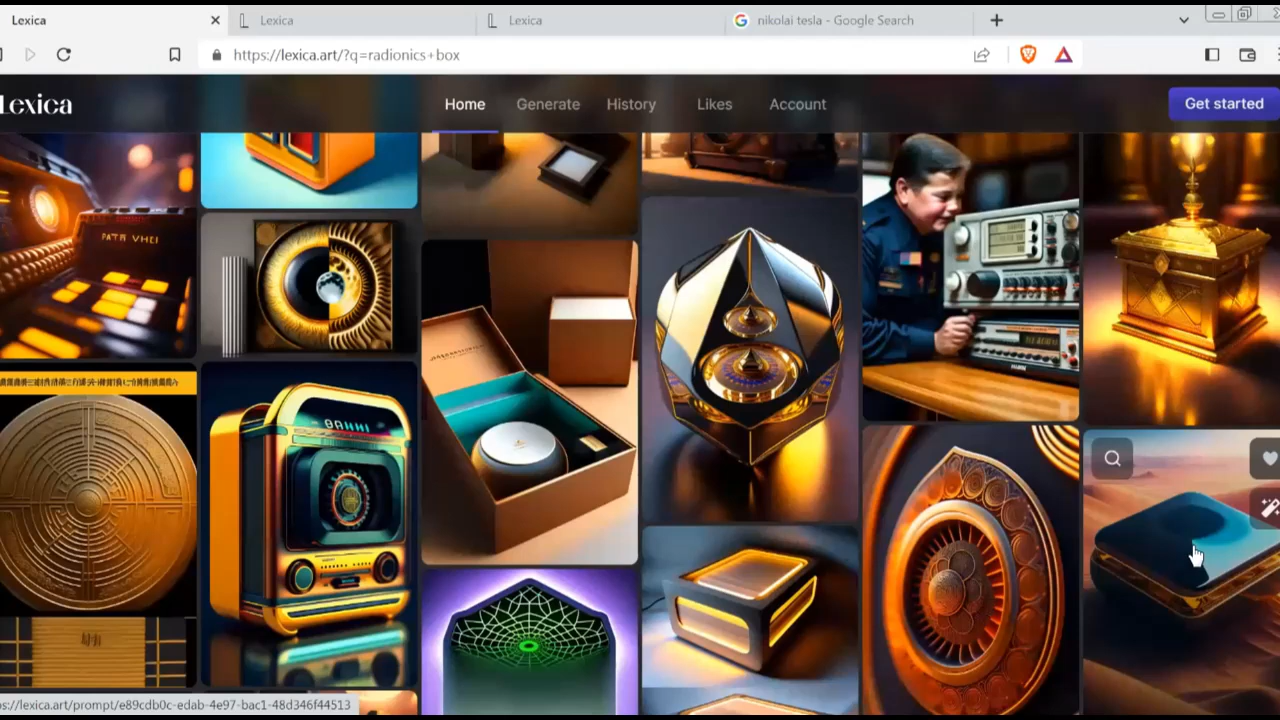 Lexica
Lexica
Lexica
nikolai tesla - Google Search
https://lexica.art/?q=radionics+box
Lexica
Home
Generate
History
Likes
Account
Get started
s://lexica.art/prompt/e89cdb0c-edab-4e97-bac1-48d346f44513